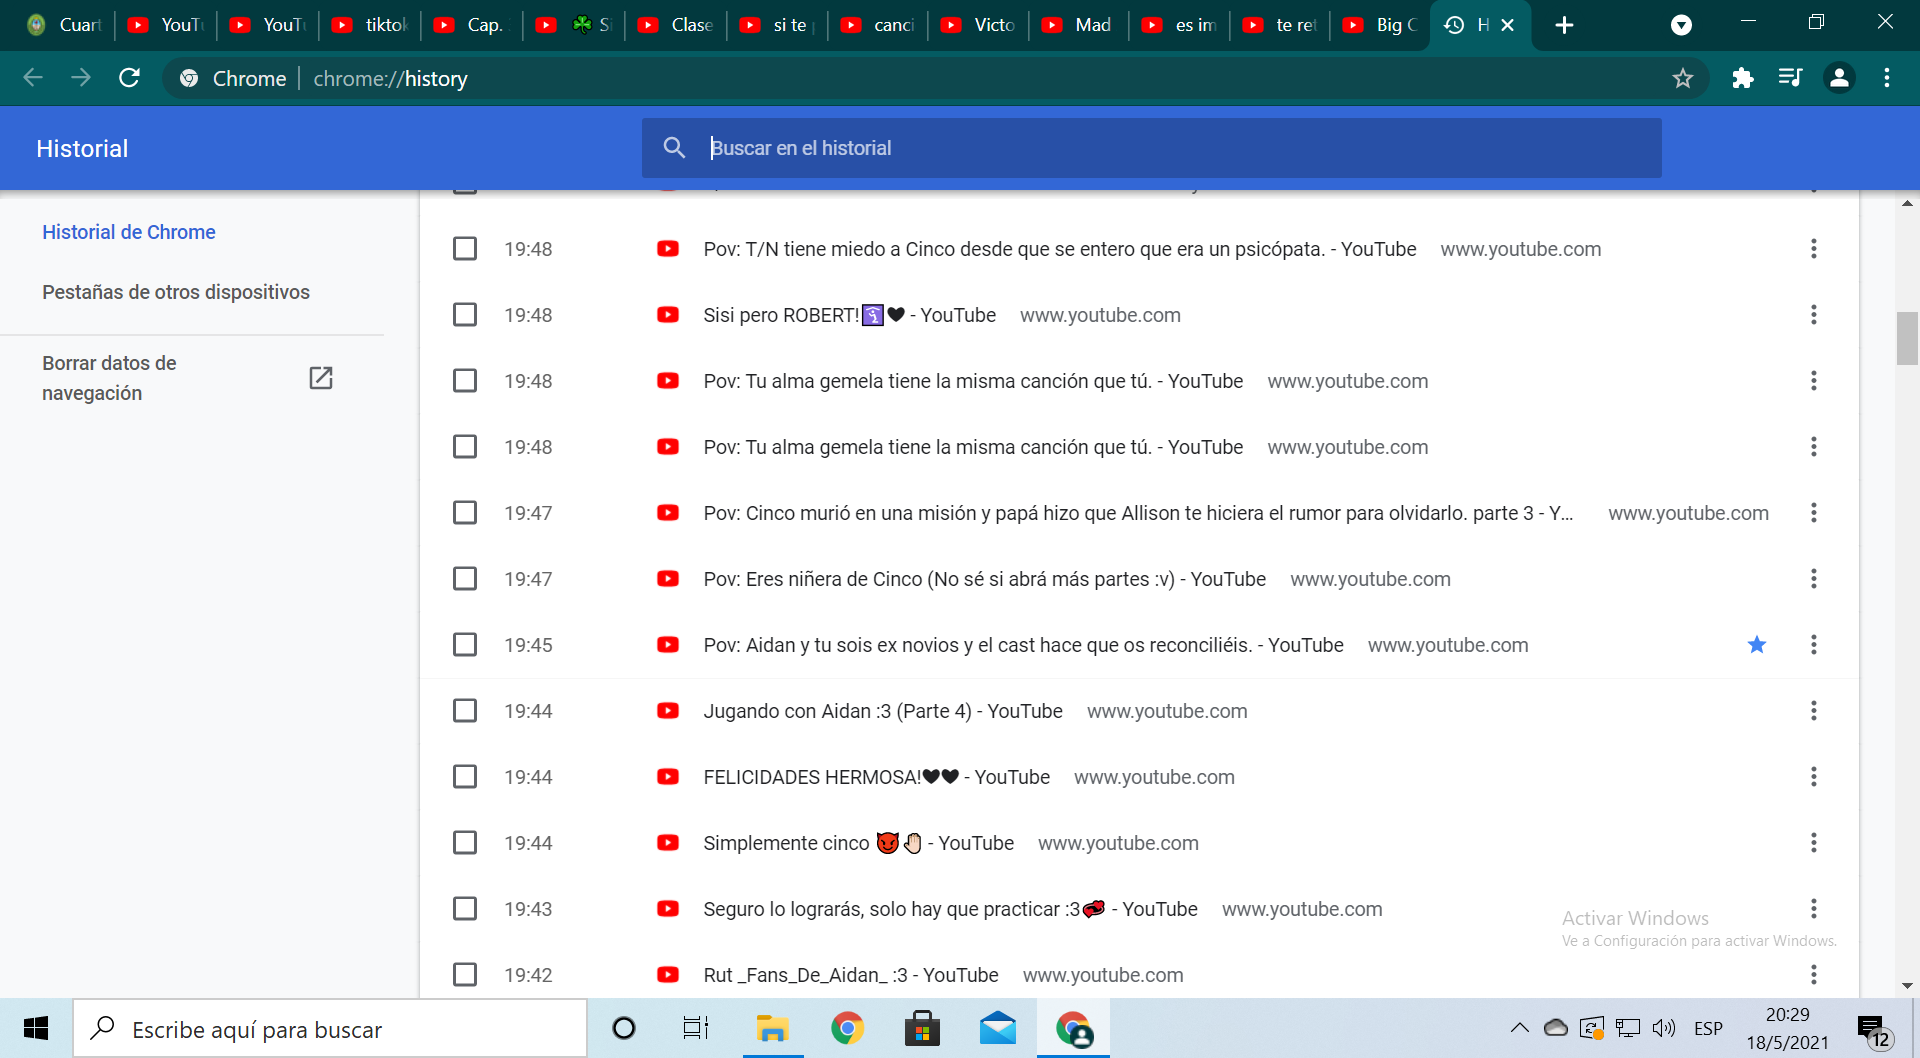 Cuart
YouTu
YouTu
tiktok
Cap.
Si
Clase
si te
canci
Victo
Mad
es im
te ret
Big C
H
Chrome
chrome://history
Historial
Buscar en el historial
Historial de Chrome
Pestañas de otros dispositivos
Borrar datos de
navegación
19:48 Pov: T/N tiene miedo a Cinco desde que se entero que era un psicópata. - YouTube www.youtube.com
19:48 Sisi pero ROBERT!🛐🖤 - YouTube www.youtube.com
19:48 Pov: Tu alma gemela tiene la misma canción que tú. - YouTube www.youtube.com
19:48 Pov: Tu alma gemela tiene la misma canción que tú. - YouTube www.youtube.com
19:47 Pov: Cinco murió en una misión y papá hizo que Allison te hiciera el rumor para olvidarlo. parte 3 - Y... www.youtube.com
19:47 Pov: Eres niñera de Cinco (No sé si abrá más partes :v) - YouTube www.youtube.com
19:45 Pov: Aidan y tu sois ex novios y el cast hace que os reconciliéis. - YouTube www.youtube.com
19:44 Jugando con Aidan :3 (Parte 4) - YouTube www.youtube.com
19:44 FELICIDADES HERMOSA!🖤🖤 - YouTube www.youtube.com
19:44 Simplemente cinco 😈🤚🏻 - YouTube www.youtube.com
19:43 Seguro lo lograrás, solo hay que practicar :3💋 - YouTube www.youtube.com
19:42 Rut _Fans_De_Aidan_ :3 - YouTube www.youtube.com
Activar Windows
Ve a Configuración para activar Windows.
Escribe aquí para buscar
ESP
20:29
18/5/2021
12